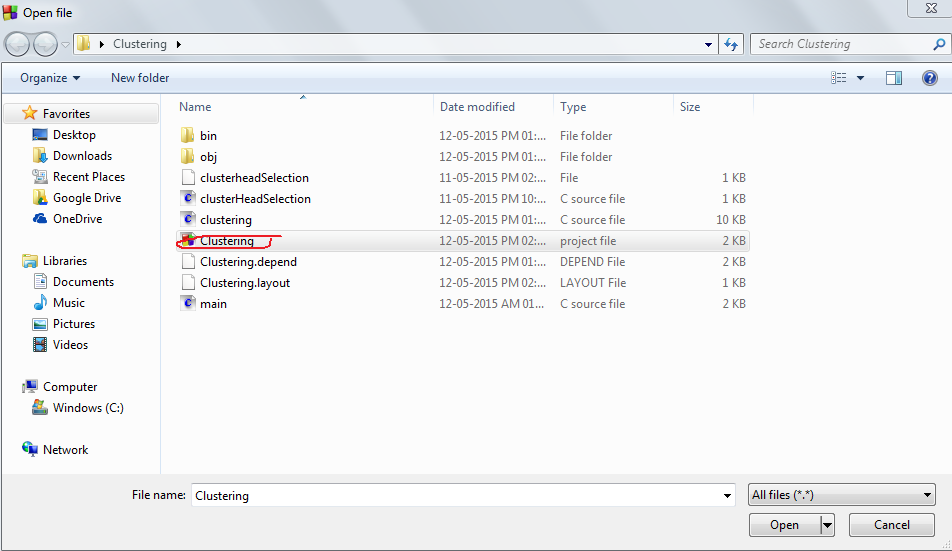 Open file
Clustering
Search Clustering
Organize New folder
Name Date modified Type Size
Favorites
Desktop
Downloads
Recent Places
Google Drive
OneDrive
Libraries
Documents
Music
Pictures
Videos
Computer
Windows (C:)
Network
bin 12-05-2015 PM 01:... File folder
obj 12-05-2015 PM 01:... File folder
clusterheadSelection 11-05-2015 PM 02:... File 1 KB
clusterHeadSelection 11-05-2015 PM 10:... C source file 1 KB
clustering 12-05-2015 PM 01:... C source file 10 KB
Clustering 12-05-2015 PM 02:... project file 2 KB
Clustering.depend 12-05-2015 PM 01:... DEPEND File 2 KB
Clustering.layout 12-05-2015 PM 02:... LAYOUT File 1 KB
main 12-05-2015 AM 01... C source file 2 KB
File name: Clustering All files (*.*)
Open Cancel